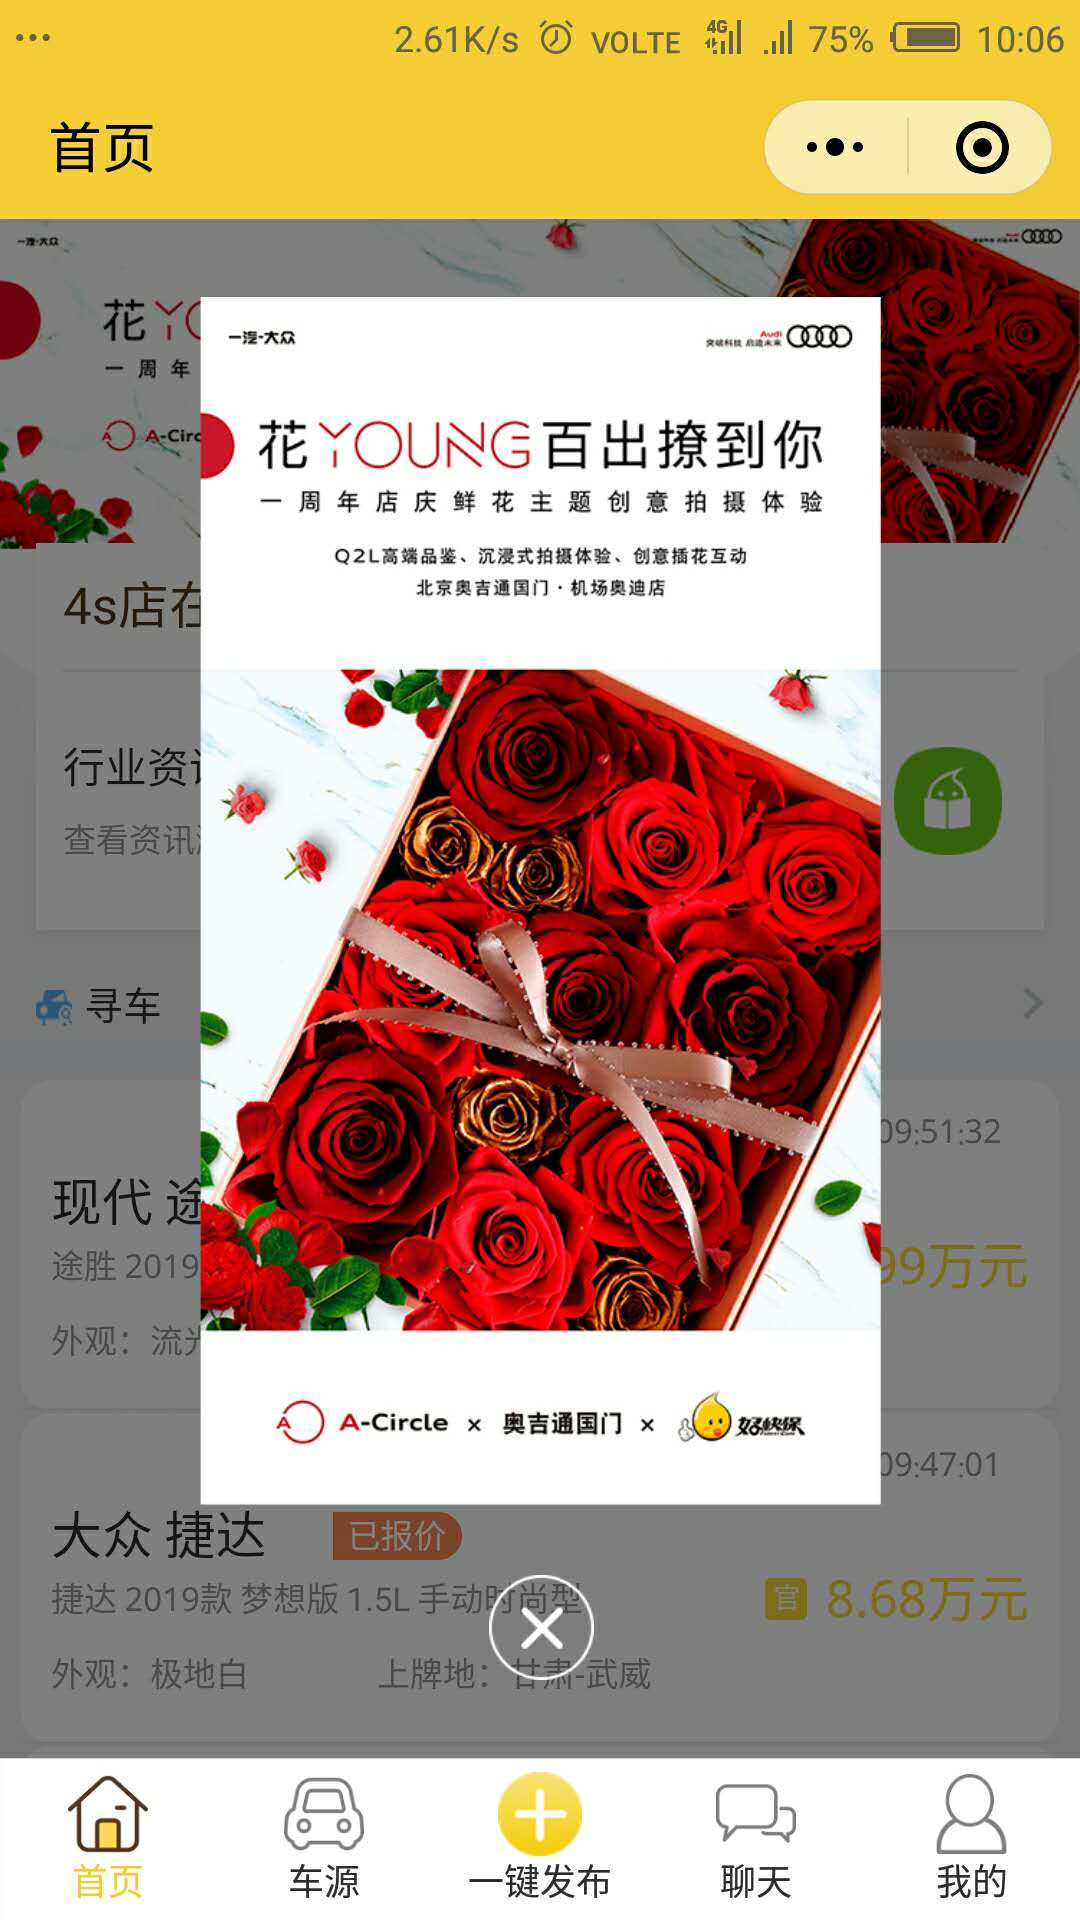 2.61K/s VOLTE 4G 75% 10:06
首页
一汽-大众
Audi
花YO
一周年
A-Circ
一汽-大众
Audi
突破科技 启迪未来
花YOUNG百出撩到你
一周年店庆鲜花主题创意拍摄体验
Q2L高端品鉴、沉浸式拍摄体验、创意插花互动
北京奥吉通国门·机场奥迪店
4s店在
行业资讯
查看资讯
寻车
09:51:32
现代 途
途胜 2019
99万元
外观：流光
A-Circle × 奥吉通国门 × 好快保
09:47:01
大众 捷达 已报价
捷达 2019款 梦想版 1.5L 手动时尚型
官 8.68万元
外观：极地白 上牌地：甘肃-武威
首页 车源 一键发布 聊天 我的